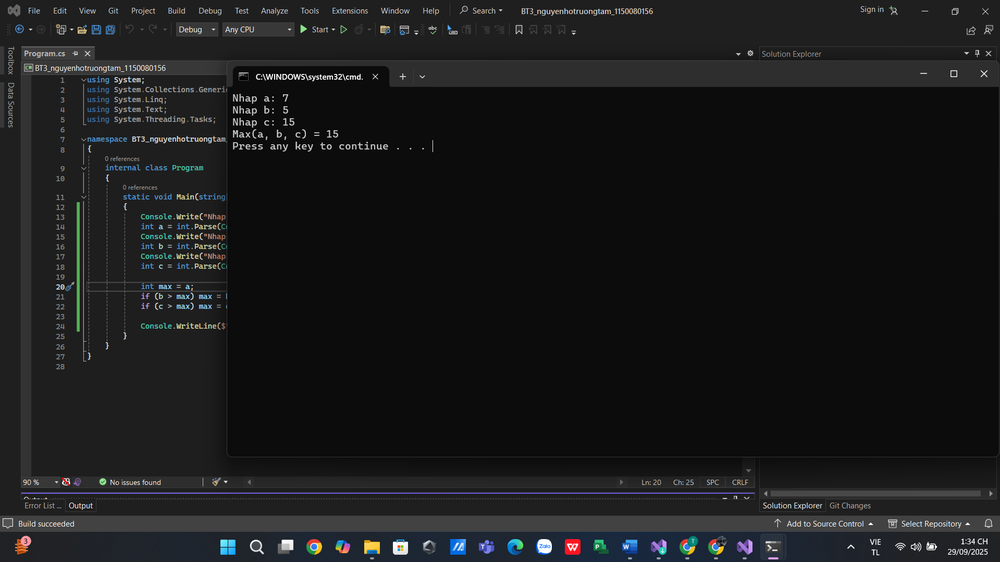 File Edit View Git Project Build Debug Test Analyze Tools Extensions Window Help Search BT3_nguyenhotruongtam_1150080156 Sign in
Debug Any CPU Start
Toolbox
Data Sources
Program.cs
Solution Explorer
C# BT3_nguyenhotruongtam_1150080156
C:\WINDOWS\system32\cmd.
Nhap a: 7
Nhap b: 5
Nhap c: 15
Max(a, b, c) = 15
Press any key to continue . . .
1 using System;
2 using System.Collections.Generic
3 using System.Linq;
4 using System.Text;
5 using System.Threading.Tasks;
6
7 namespace BT3_nguyenhotruongtam_
8 {
0 references
9 internal class Program
10 {
0 references
11 static void Main(string
12 {
13 Console.Write("Nhap
14 int a = int.Parse(Co
15 Console.Write("Nhap
16 int b = int.Parse(Co
17 Console.Write("Nhap
18 int c = int.Parse(Co
19
20 int max = a;
21 if (b > max) max =
22 if (c > max) max =
23
24 Console.WriteLine($
25 }
26 }
27 }
28
90 % No issues found Ln: 20 Ch: 25 SPC CRLF
Output
Error List ... Output
Solution Explorer Git Changes
Build succeeded Add to Source Control Select Repository
3
Zalo
VIE
TL
1:34 CH
29/09/2025